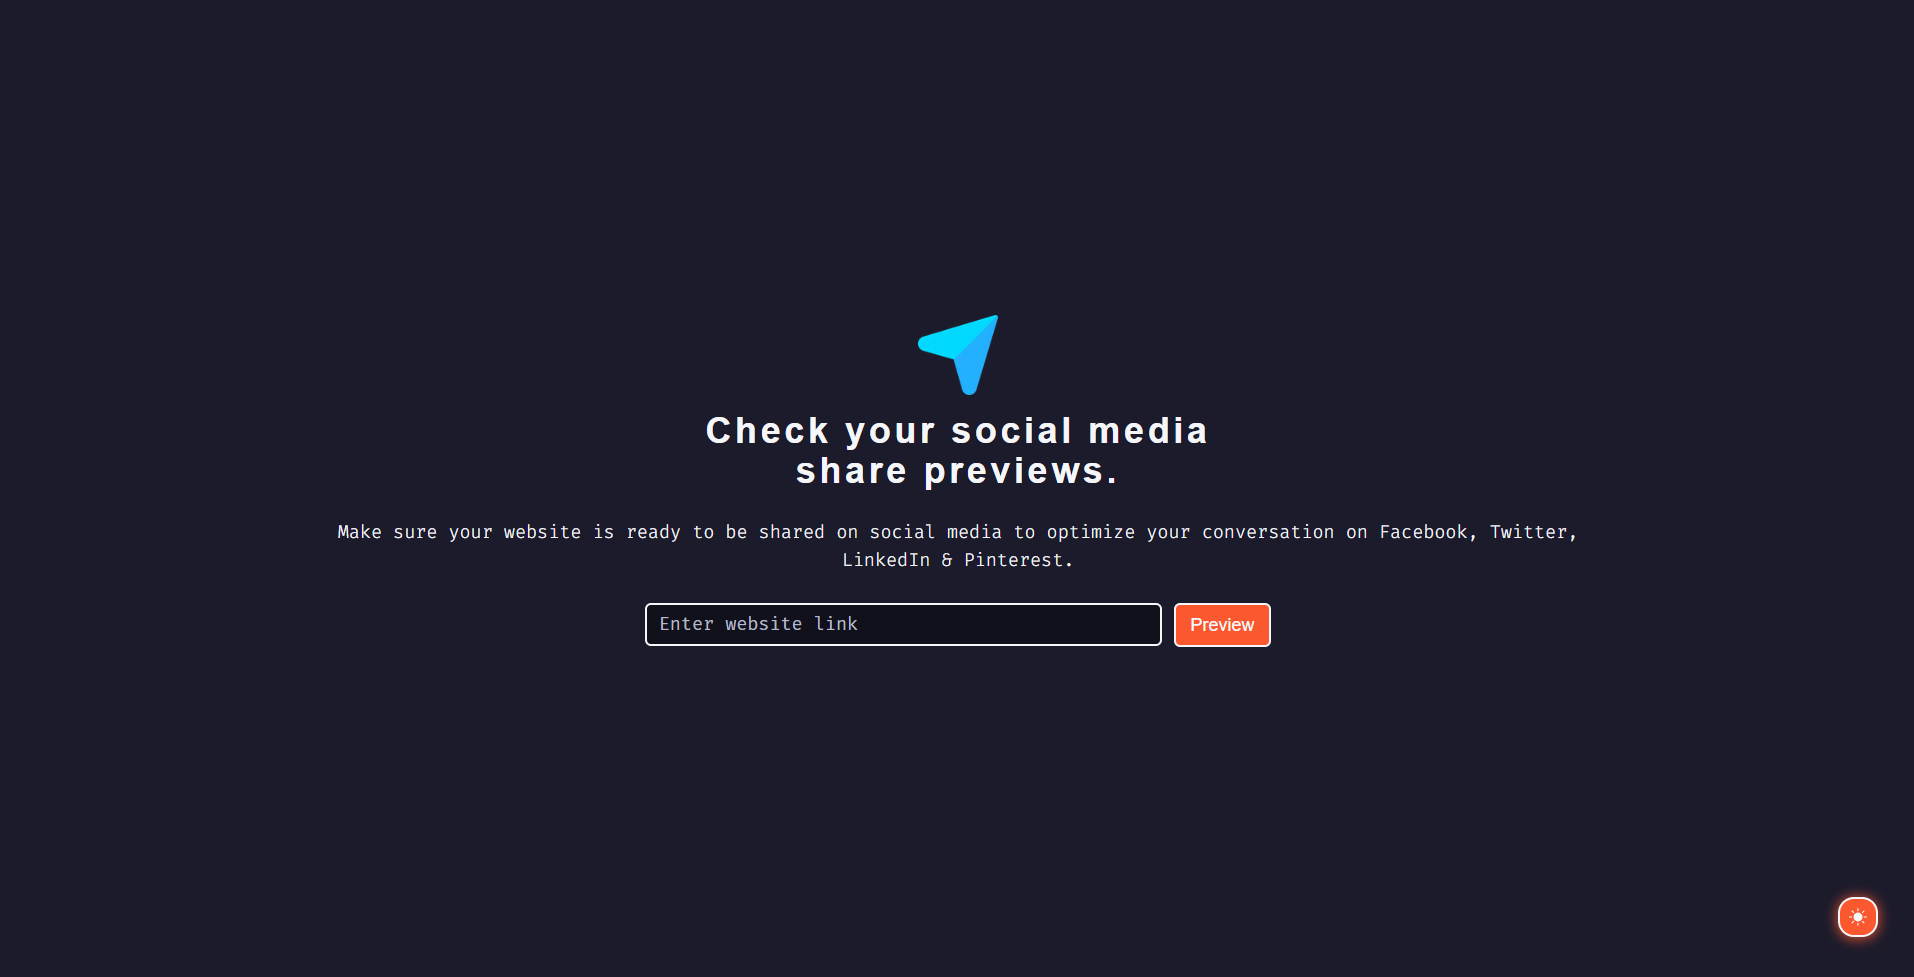 Check your social media
share previews.
Make sure your website is ready to be shared on social media to optimize your conversation on Facebook, Twitter,
LinkedIn & Pinterest.
Enter website link
Preview